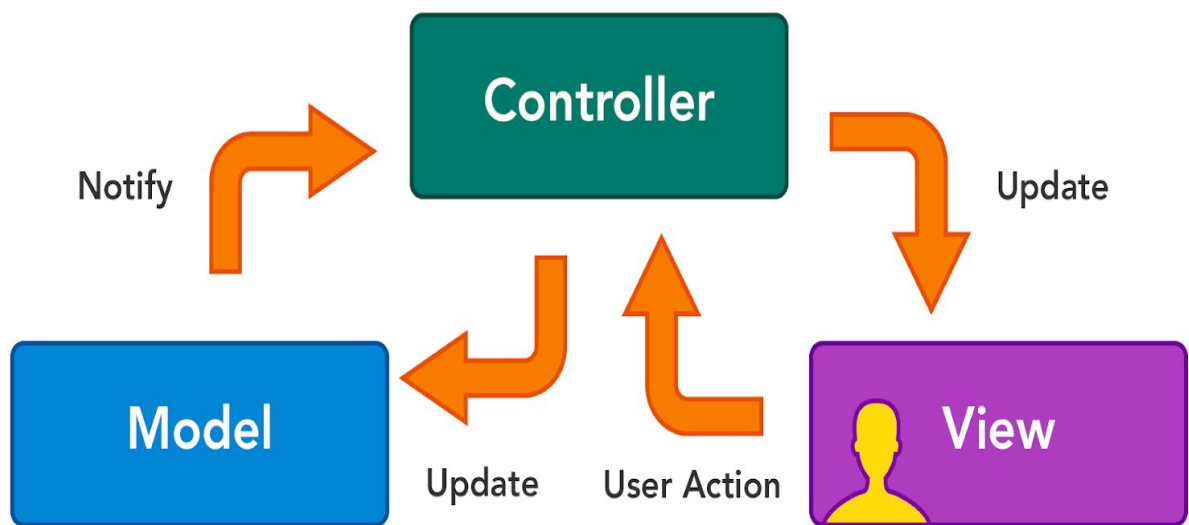 Controller
Notify
Update
Model
View
Update
User Action